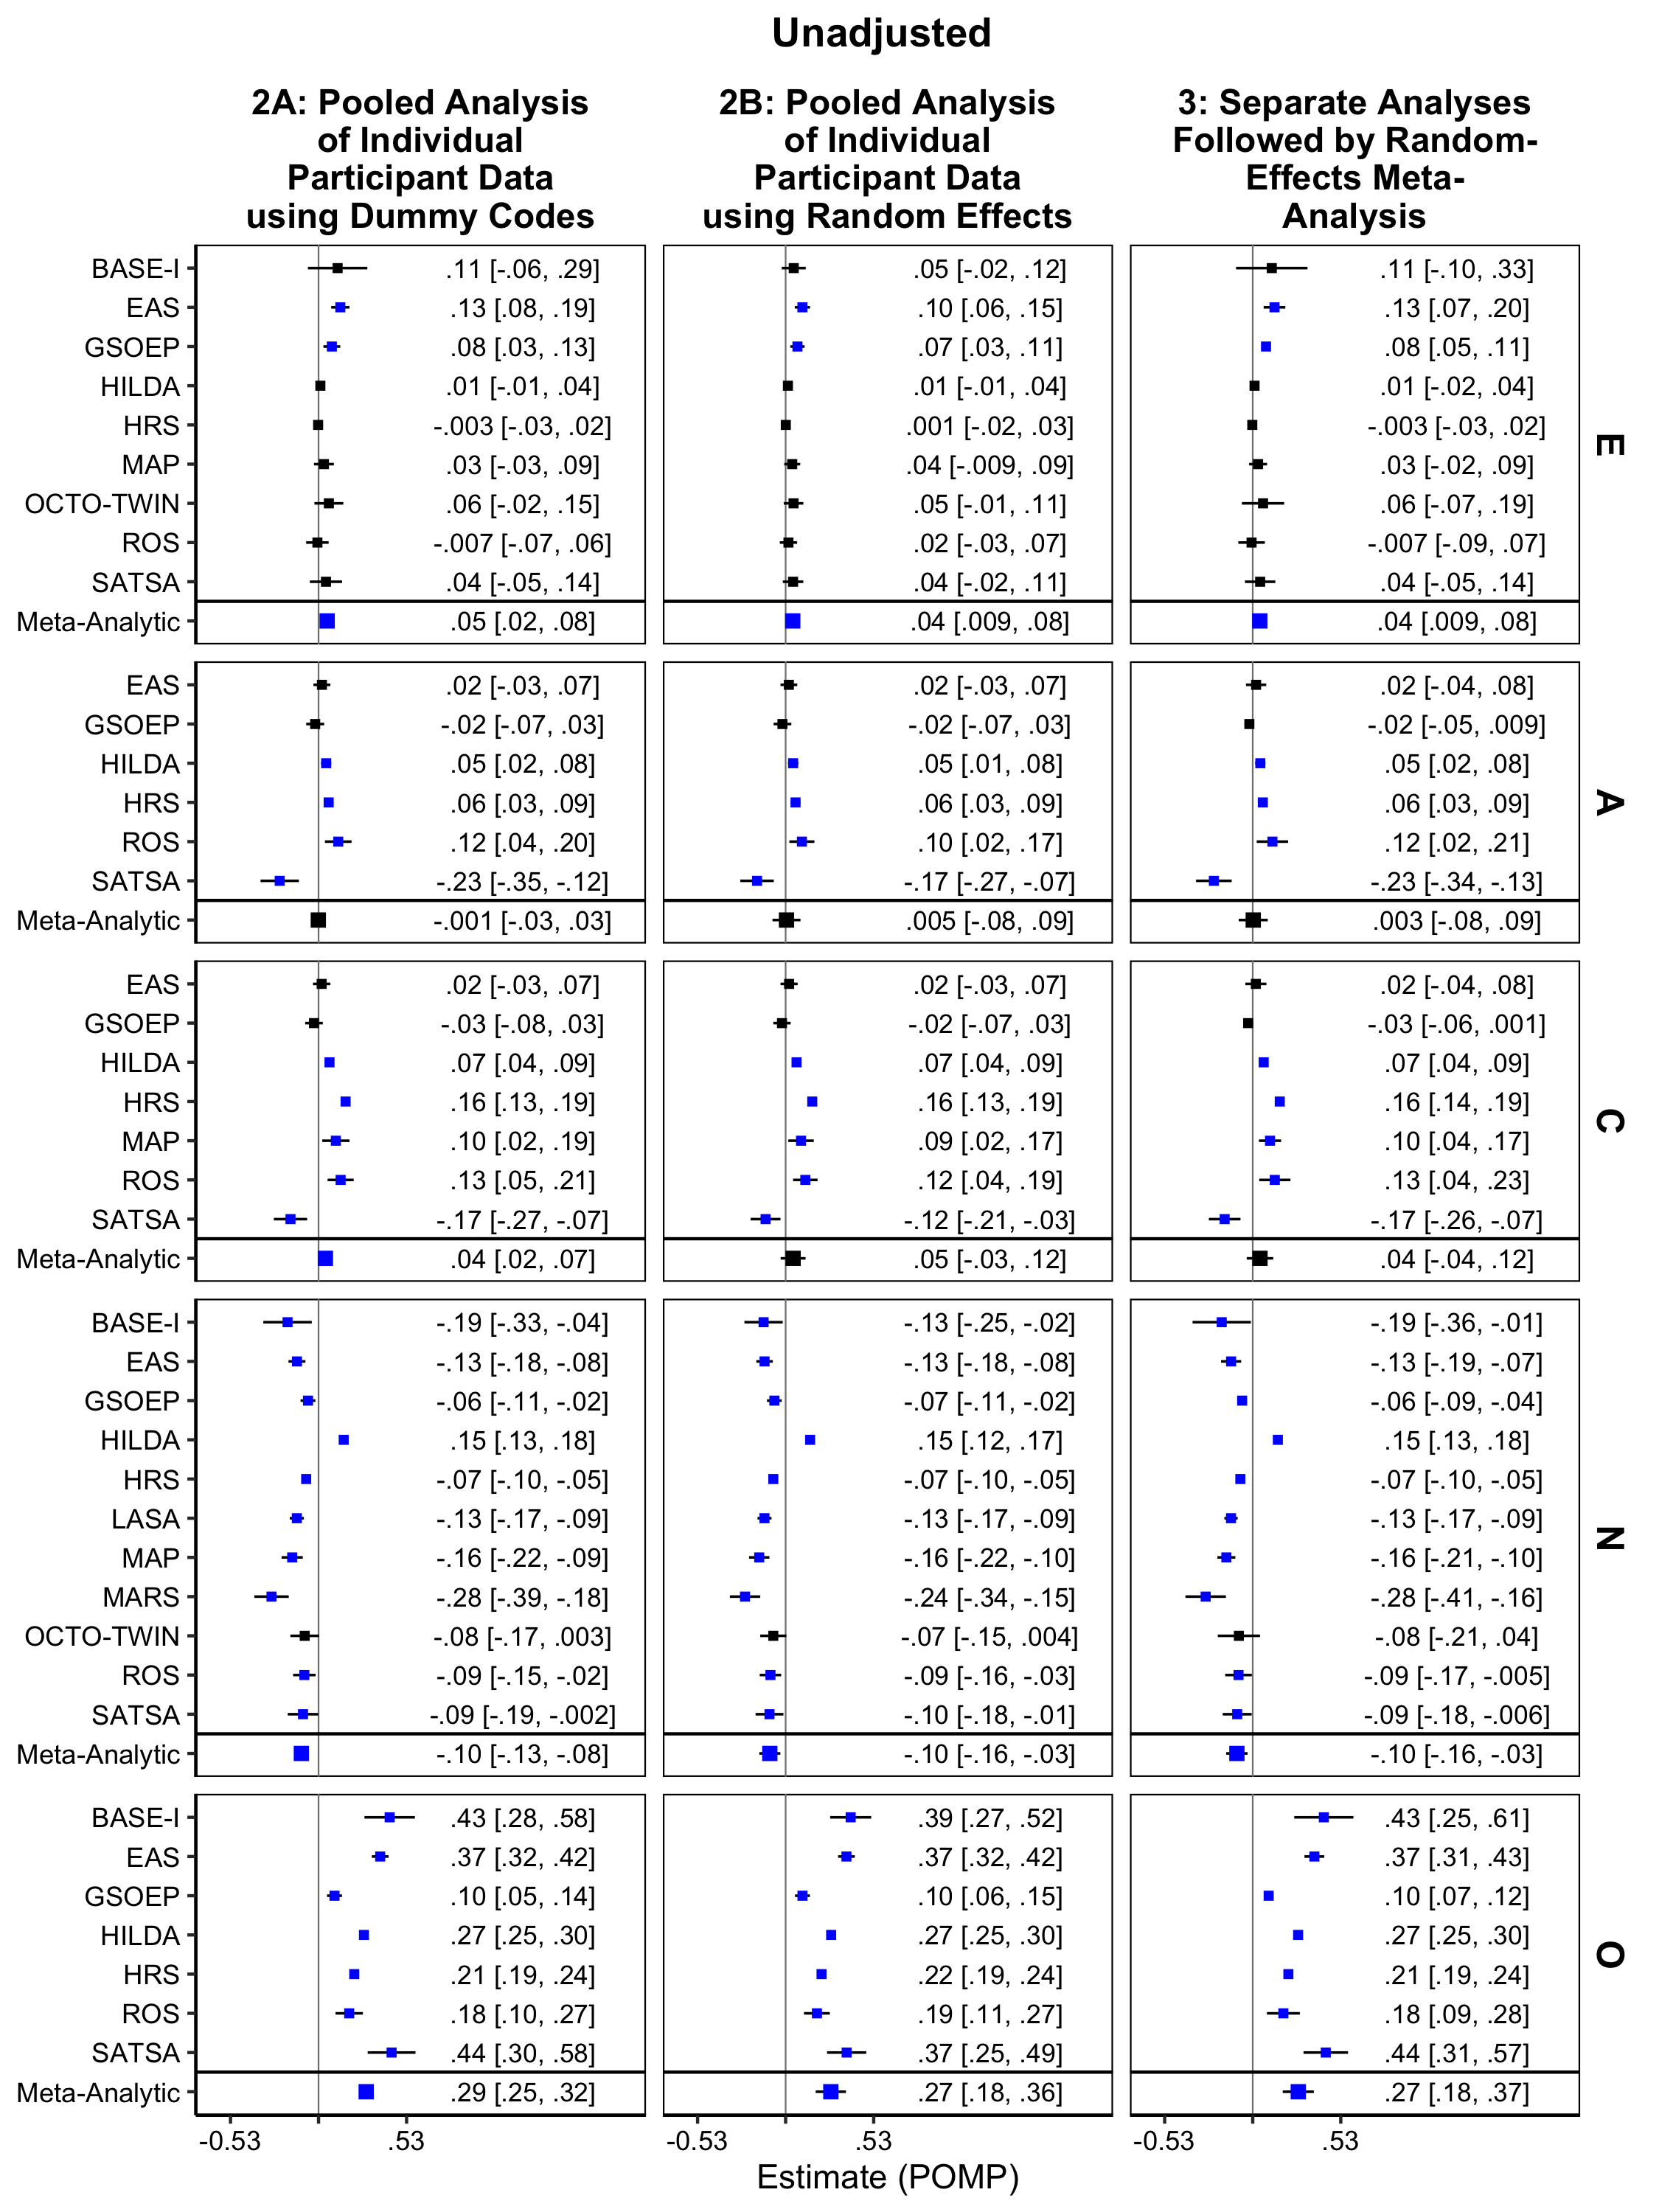 Unadjusted
2A: Pooled Analysis
of Individual
Participant Data
using Dummy Codes
2B: Pooled Analysis
of Individual
Participant Data
using Random Effects
3: Separate Analyses
Followed by Random-
Effects Meta-
Analysis
BASE-I .11 [-.06, .29] .05 [-.02, .12] .11 [-.10, .33]
EAS .13 [.08, .19] .10 [.06, .15] .13 [.07, .20]
GSOEP .08 [.03, .13] .07 [.03, .11] .08 [.05, .11]
HILDA .01 [-.01, .04] .01 [-.01, .04] .01 [-.02, .04]
HRS -.003 [-.03, .02] .001 [-.02, .03] -.003 [-.03, .02]
E
MAP .03 [-.03, .09] .04 [-.009, .09] .03 [-.02, .09]
OCTO-TWIN .06 [-.02, .15] .05 [-.01, .11] .06 [-.07, .19]
ROS -.007 [-.07, .06] .02 [-.03, .07] -.007 [-.09, .07]
SATSA .04 [-.05, .14] .04 [-.02, .11] .04 [-.05, .14]
Meta-Analytic .05 [.02, .08] .04 [.009, .08] .04 [.009, .08]
EAS .02 [-.03, .07] .02 [-.03, .07] .02 [-.04, .08]
GSOEP -.02 [-.07, .03] -.02 [-.07, .03] -.02 [-.05, .009]
HILDA .05 [.02, .08] .05 [.01, .08] .05 [.02, .08]
HRS .06 [.03, .09] .06 [.03, .09] .06 [.03, .09]
A
ROS .12 [.04, .20] .10 [.02, .17] .12 [.02, .21]
SATSA -.23 [-.35, -.12] -.17 [-.27, -.07] -.23 [-.34, -.13]
Meta-Analytic -.001 [-.03, .03] .005 [-.08, .09] .003 [-.08, .09]
EAS .02 [-.03, .07] .02 [-.03, .07] .02 [-.04, .08]
GSOEP -.03 [-.08, .03] -.02 [-.07, .03] -.03 [-.06, .001]
HILDA .07 [.04, .09] .07 [.04, .09] .07 [.04, .09]
HRS .16 [.13, .19] .16 [.13, .19] .16 [.14, .19]
C
MAP .10 [.02, .19] .09 [.02, .17] .10 [.04, .17]
ROS .13 [.05, .21] .12 [.04, .19] .13 [.04, .23]
SATSA -.17 [-.27, -.07] -.12 [-.21, -.03] -.17 [-.26, -.07]
Meta-Analytic .04 [.02, .07] .05 [-.03, .12] .04 [-.04, .12]
BASE-I -.19 [-.33, -.04] -.13 [-.25, -.02] -.19 [-.36, -.01]
EAS -.13 [-.18, -.08] -.13 [-.18, -.08] -.13 [-.19, -.07]
GSOEP -.06 [-.11, -.02] -.07 [-.11, -.02] -.06 [-.09, -.04]
HILDA .15 [.13, .18] .15 [.12, .17] .15 [.13, .18]
HRS -.07 [-.10, -.05] -.07 [-.10, -.05] -.07 [-.10, -.05]
LASA -.13 [-.17, -.09] -.13 [-.17, -.09] -.13 [-.17, -.09]
N
MAP -.16 [-.22, -.09] -.16 [-.22, -.10] -.16 [-.21, -.10]
MARS -.28 [-.39, -.18] -.24 [-.34, -.15] -.28 [-.41, -.16]
OCTO-TWIN -.08 [-.17, .003] -.07 [-.15, .004] -.08 [-.21, .04]
ROS -.09 [-.15, -.02] -.09 [-.16, -.03] -.09 [-.17, -.005]
SATSA -.09 [-.19, -.002] -.10 [-.18, -.01] -.09 [-.18, -.006]
Meta-Analytic -.10 [-.13, -.08] -.10 [-.16, -.03] -.10 [-.16, -.03]
BASE-I .43 [.28, .58] .39 [.27, .52] .43 [.25, .61]
EAS .37 [.32, .42] .37 [.32, .42] .37 [.31, .43]
GSOEP .10 [.05, .14] .10 [.06, .15] .10 [.07, .12]
HILDA .27 [.25, .30] .27 [.25, .30] .27 [.25, .30]
O
HRS .21 [.19, .24] .22 [.19, .24] .21 [.19, .24]
ROS .18 [.10, .27] .19 [.11, .27] .18 [.09, .28]
SATSA .44 [.30, .58] .37 [.25, .49] .44 [.31, .57]
Meta-Analytic .29 [.25, .32] .27 [.18, .36] .27 [.18, .37]
-0.53 .53 -0.53 .53 -0.53 .53
Estimate (POMP)